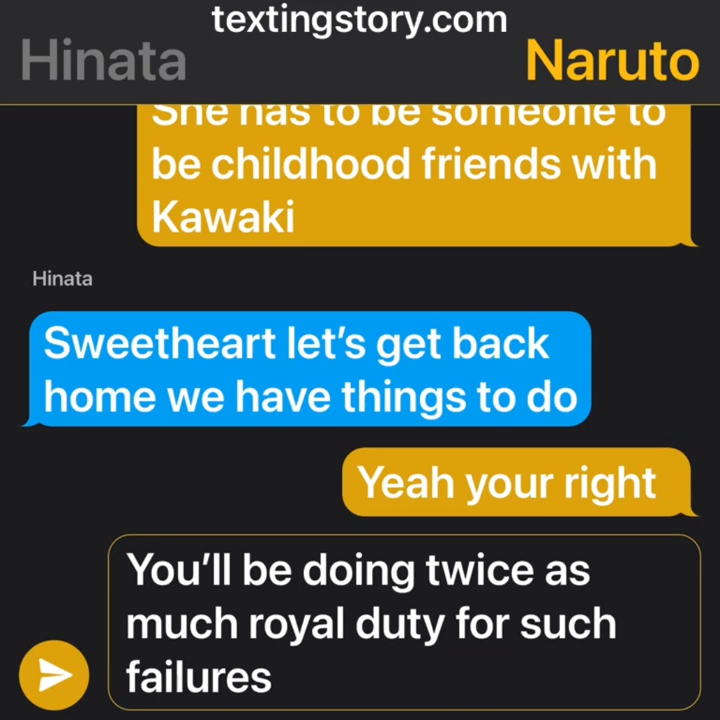 textingstory.com
Hinata
Naruto
She has to be someone to
be childhood friends with
Kawaki
Hinata
Sweetheart let’s get back
home we have things to do
Yeah your right
You’ll be doing twice as
much royal duty for such
failures